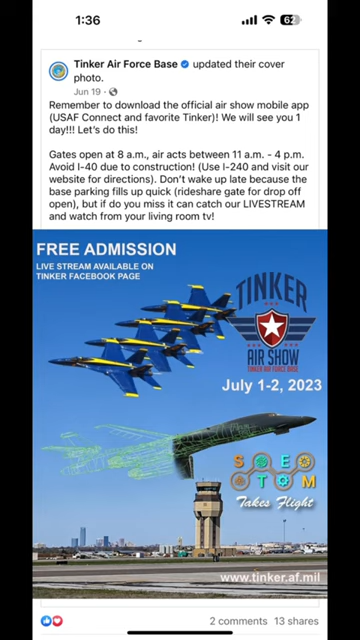 1:36
62
Tinker Air Force Base updated their cover
photo.
Jun 19 ·
Remember to download the official air show mobile app
(USAF Connect and favorite Tinker)! We will see you 1
day!!! Let's do this!
Gates open at 8 a.m., air acts between 11 a.m. - 4 p.m.
Avoid I-40 due to construction! (Use I-240 and visit our
website for directions). Don't wake up late because the
base parking fills up quick (rideshare gate for drop off
open), but if do you miss it can catch our LIVESTREAM
and watch from your living room tv!
FREE ADMISSION
LIVE STREAM AVAILABLE ON
TINKER FACEBOOK PAGE
TINKER
AIR SHOW
TINKER AIR FORCE BASE
July 1-2, 2023
STEM
Takes Flight
www.tinker.af.mil
2 comments 13 shares